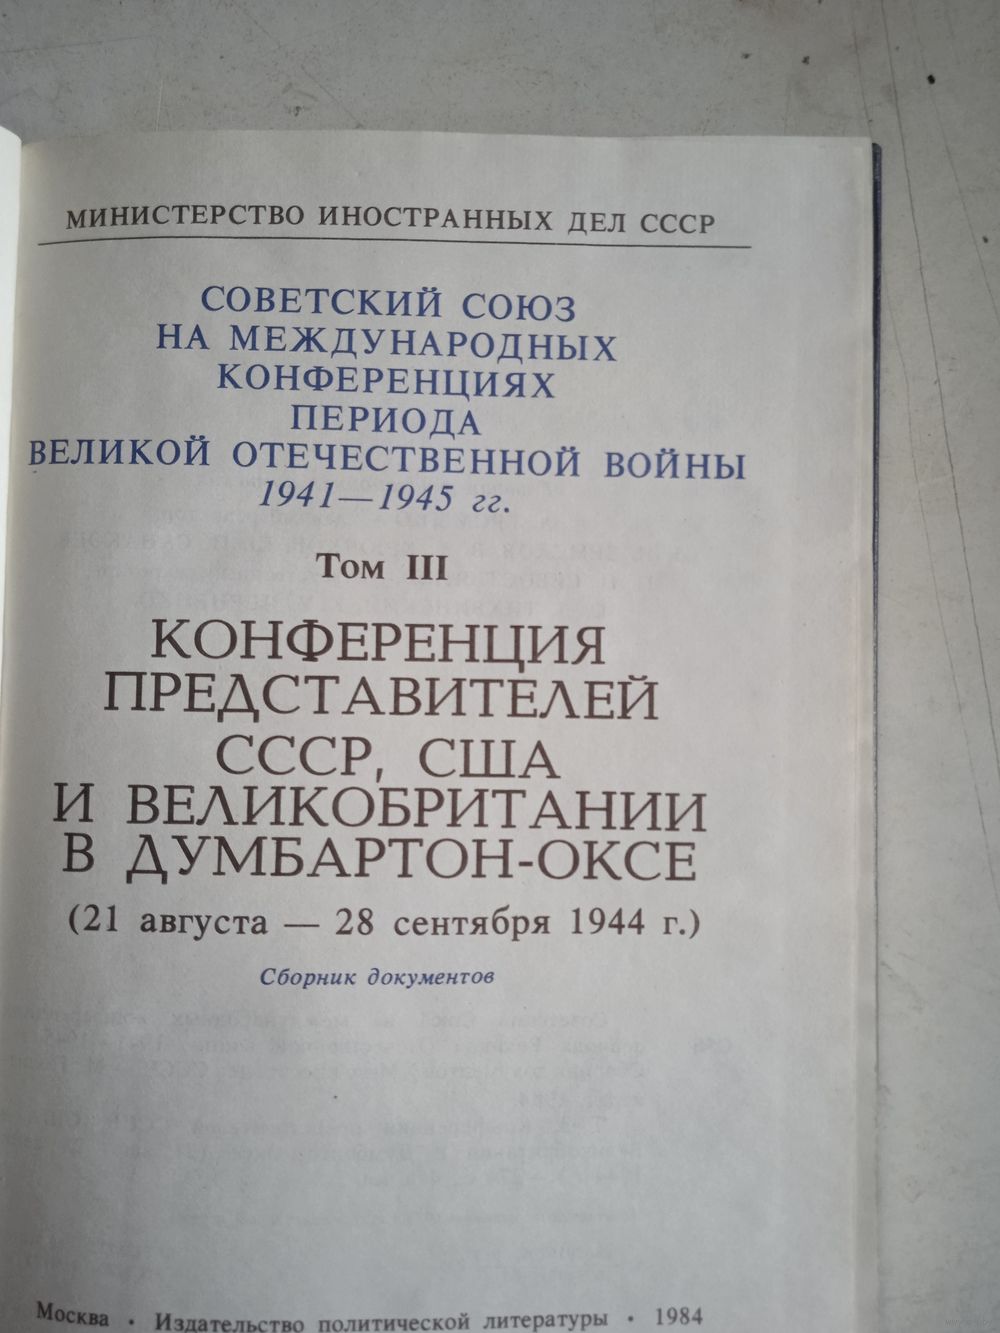 МИНИСТЕРСТВО ИНОСТРАННЫХ ДЕЛ СССР
СОВЕТСКИЙ СОЮЗ
НА МЕЖДУНАРОДНЫХ
КОНФЕРЕНЦИЯХ
ПЕРИОДА
ВЕЛИКОЙ ОТЕЧЕСТВЕННОЙ ВОЙНЫ
1941—1945 гг.
Том III
КОНФЕРЕНЦИЯ
ПРЕДСТАВИТЕЛЕЙ
СССР, США
И ВЕЛИКОБРИТАНИИ
В ДУМБАРТОН-ОКСЕ
(21 августа — 28 сентября 1944 г.)
Сборник документов
Москва · Издательство политической литературы · 1984